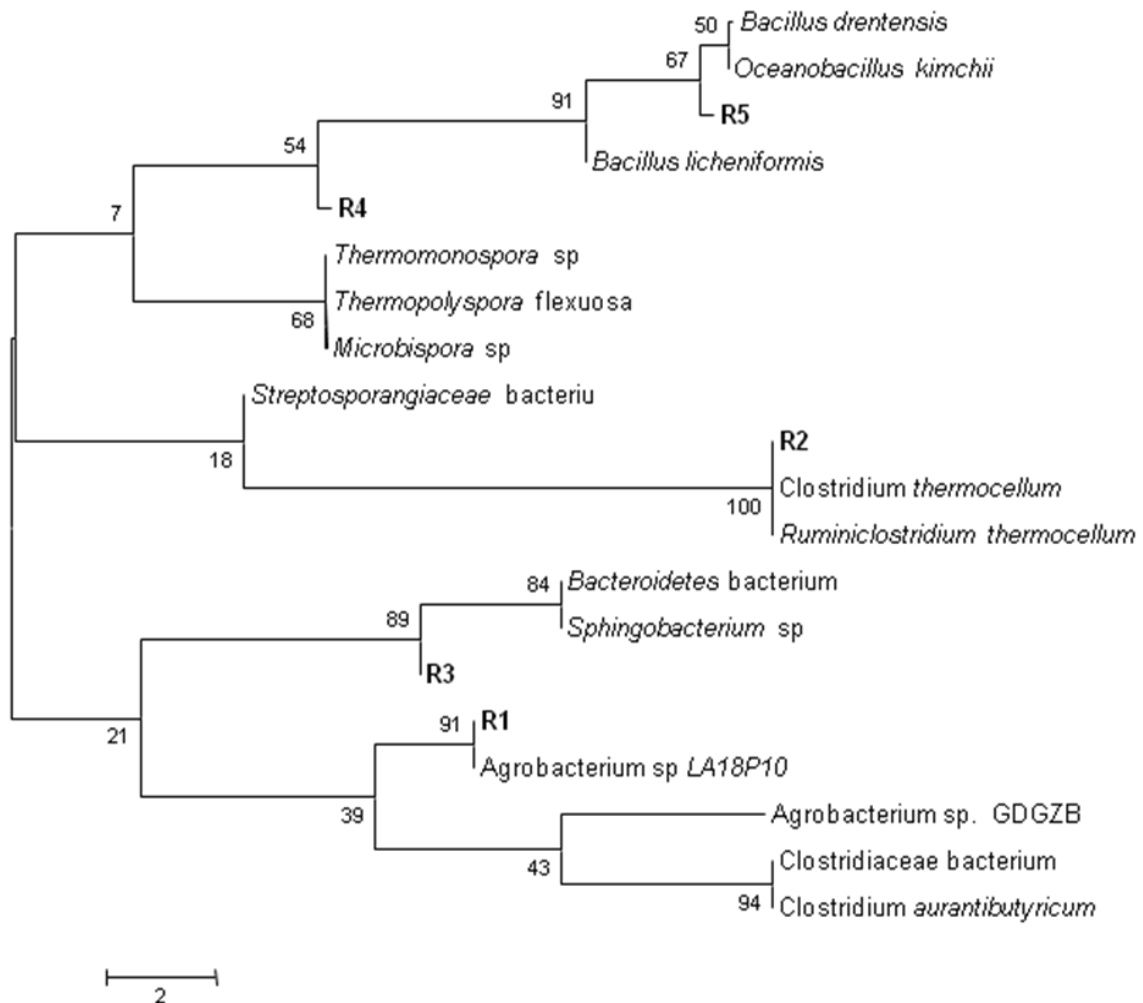 50 Bacillus drentensis
67 Oceanobacillus kimchii
91 R5
54 Bacillus licheniformis
7 R4
Thermomonospora sp
68 Thermopolyspora flexuosa
Microbispora sp
Streptosporangiaceae bacteriu
18 R2
Clostridium thermocellum
100 Ruminiclostridium thermocellum
84 Bacteroidetes bacterium
89 Sphingobacterium sp
R3
21 91 R1
Agrobacterium sp LA18P10
39 Agrobacterium sp. GDGZB
43 Clostridiaceae bacterium
94 Clostridium aurantibutyricum
2